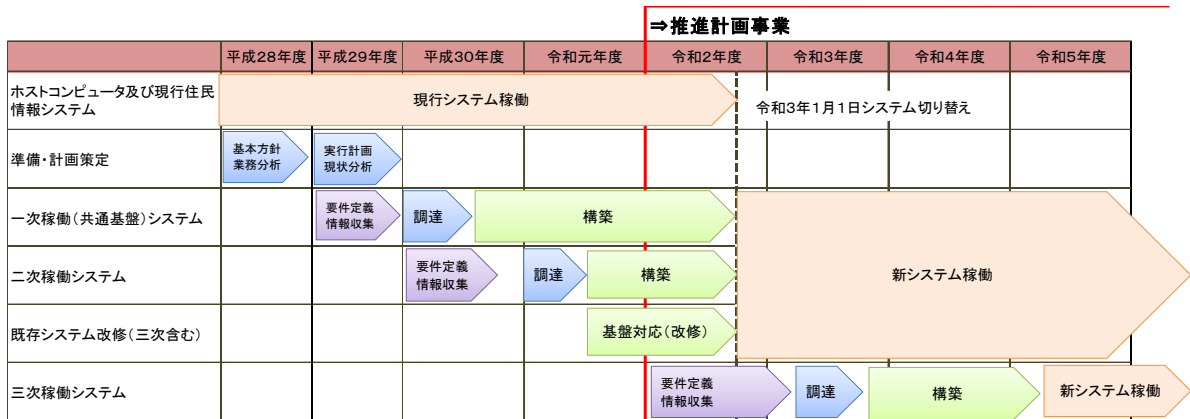 ⇒推進計画事業
平成28年度 平成29年度 平成30年度 令和元年度 令和2年度 令和3年度 令和4年度 令和5年度
ホストコンピュータ及び現行住民
情報システム
現行システム稼働
令和3年1月1日システム切り替え
準備・計画策定
基本方針
業務分析
実行計画
現状分析
一次稼働(共通基盤)システム
要件定義
情報収集
調達
構築
二次稼働システム
要件定義
情報収集
調達
構築
新システム稼働
既存システム改修(三次含む)
基盤対応(改修)
三次稼働システム
要件定義
情報収集
調達
構築
新システム稼働